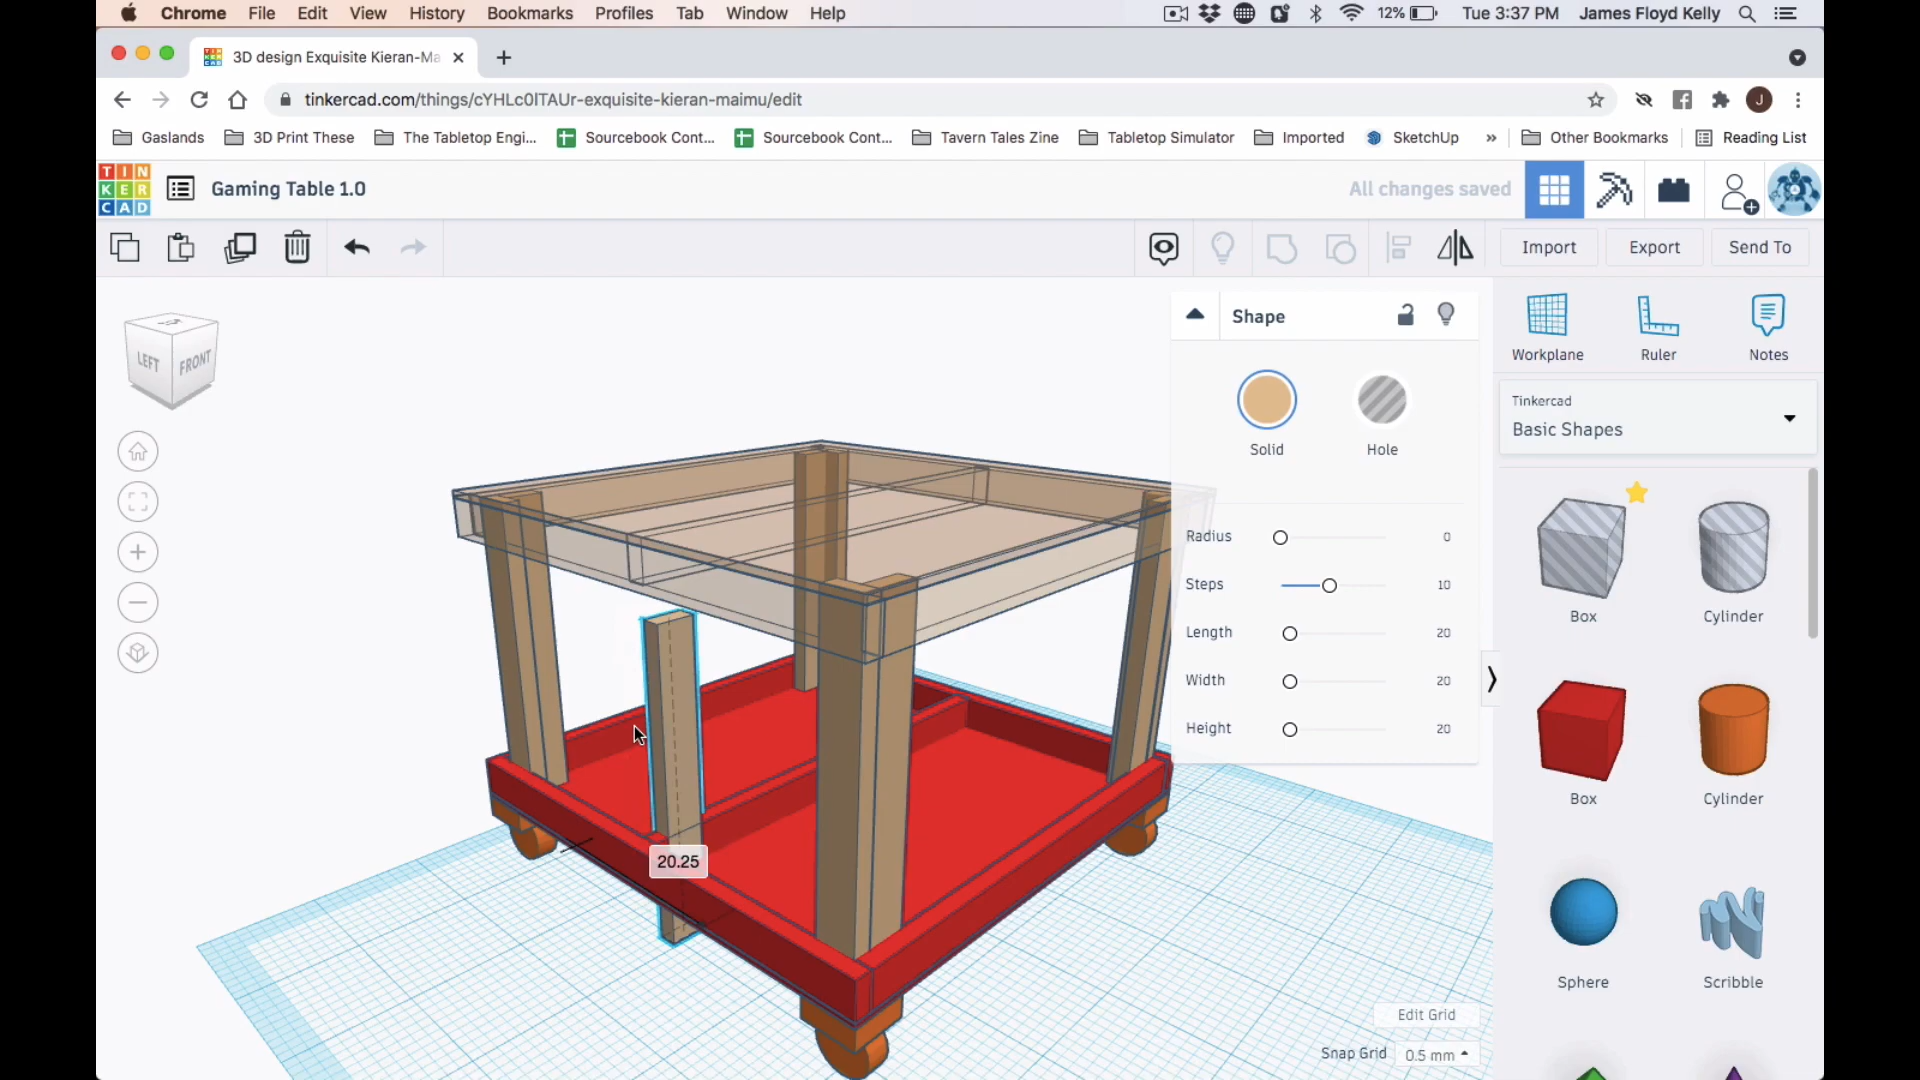 Chrome File Edit View History Bookmarks Profiles Tab Window Help 12% Tue 3:37 PM James Floyd Kelly
3D design Exquisite Kieran-Ma
tinkercad.com/things/cYHLc0lTAUr-exquisite-kieran-maimu/edit J
Gaslands 3D Print These The Tabletop Engi... Sourcebook Cont... Sourcebook Cont... Tavern Tales Zine Tabletop Simulator Imported SketchUp » Other Bookmarks Reading List
TIN
KER
CAD
Gaming Table 1.0 All changes saved
Import Export Send To
Shape
LEFT FRONT
Workplane Ruler Notes
Solid Hole
Tinkercad
Basic Shapes
Radius 0
Steps 10
Length 20
Width 20
Height 20
Box Cylinder
Box Cylinder
20.25
Sphere Scribble
Edit Grid
Snap Grid 0.5 mm